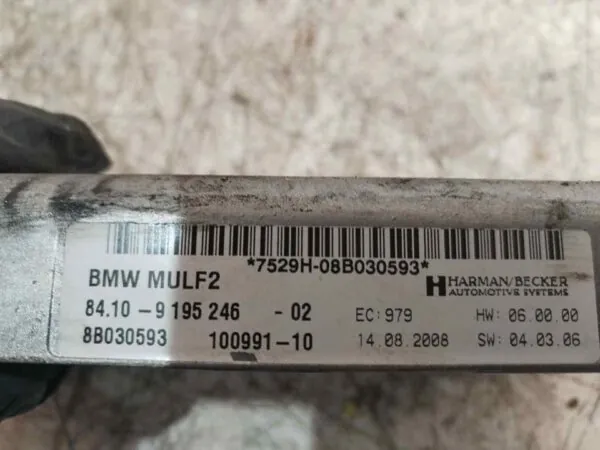 *7529H-08B030593*
BMW MULF2
HARMAN/BECKER
AUTOMOTIVE SYSTEMS
84.10-9 195 246 -02 EC: 979 HW: 06.00.00
8B030593 100991-10 14.08.2008 SW: 04.03.06